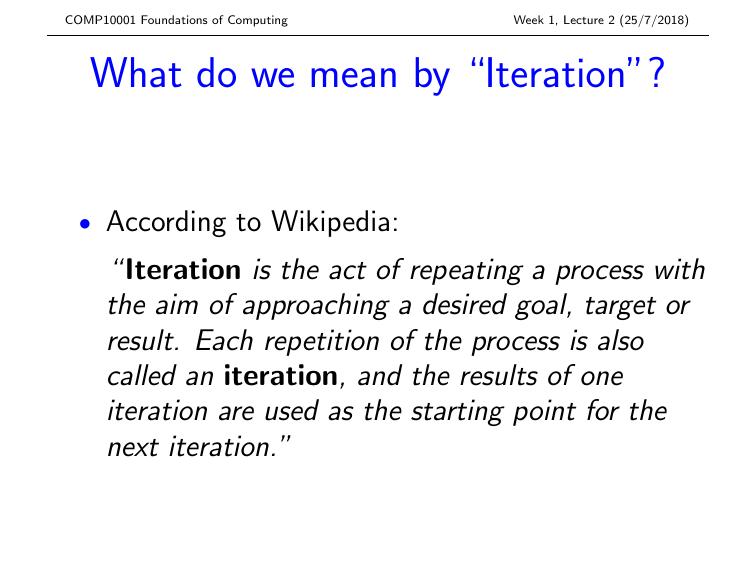 COMP10001 Foundations of Computing Week 1, Lecture 2 (25/7/2018)
What do we mean by “Iteration”?
• According to Wikipedia:
“Iteration is the act of repeating a process with
the aim of approaching a desired goal, target or
result. Each repetition of the process is also
called an iteration, and the results of one
iteration are used as the starting point for the
next iteration.”